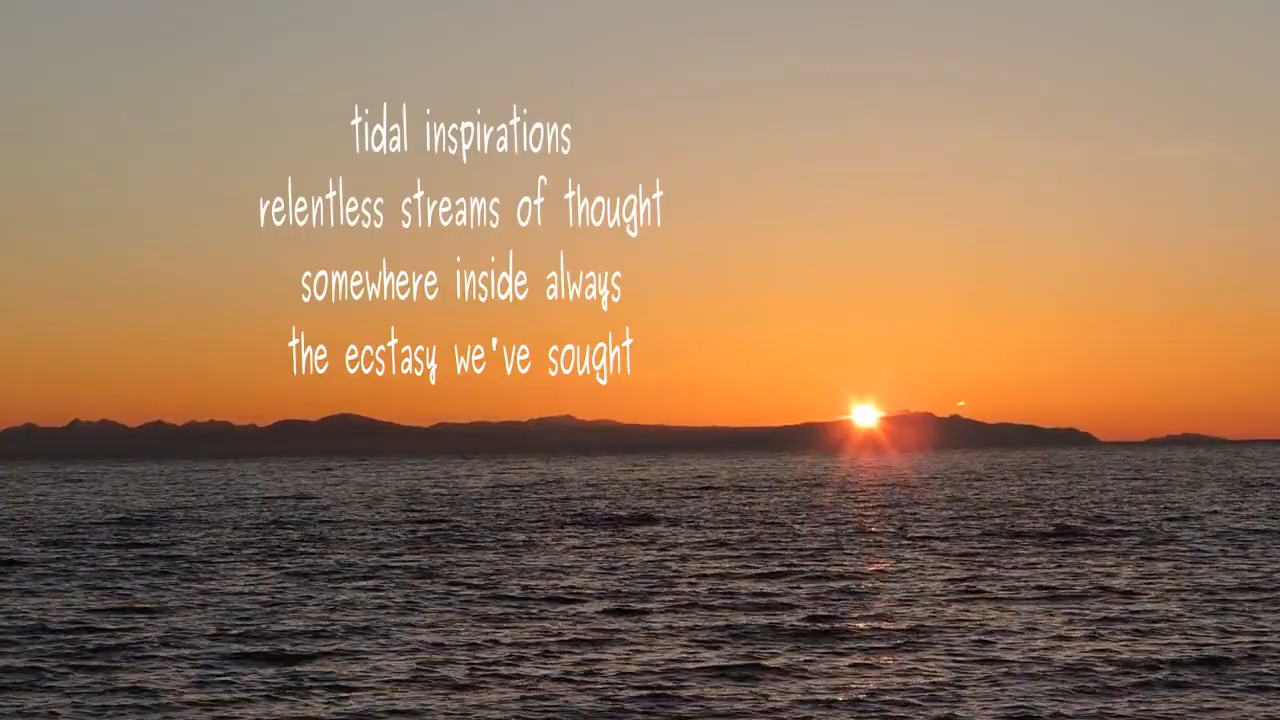 tidal inspirations
relentless streams of thought
somewhere inside always
the ecstasy we've sought